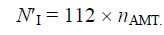 N′I = 112 × nAMT.